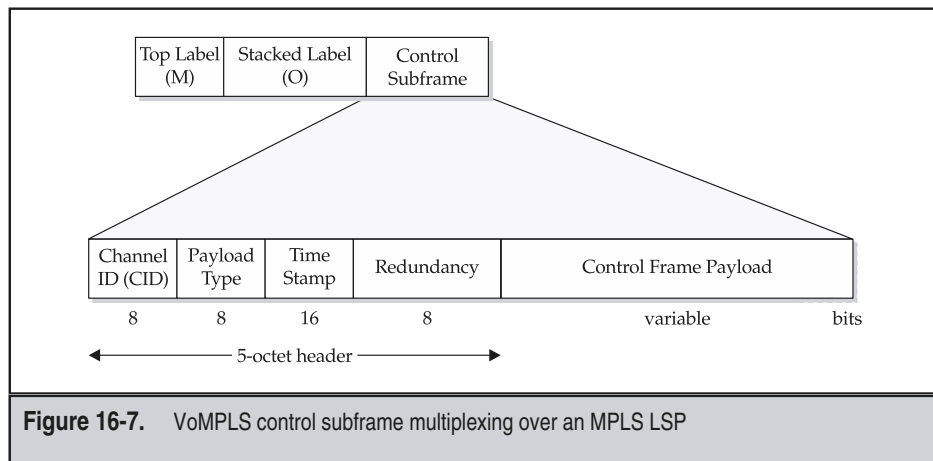 Top Label
(M)
Stacked Label
(O)
Control
Subframe
Channel
ID (CID)
Payload
Type
Time
Stamp
Redundancy
Control Frame Payload
8
8
16
8
variable
bits
5-octet header
Figure 16-7. VoMPLS control subframe multiplexing over an MPLS LSP